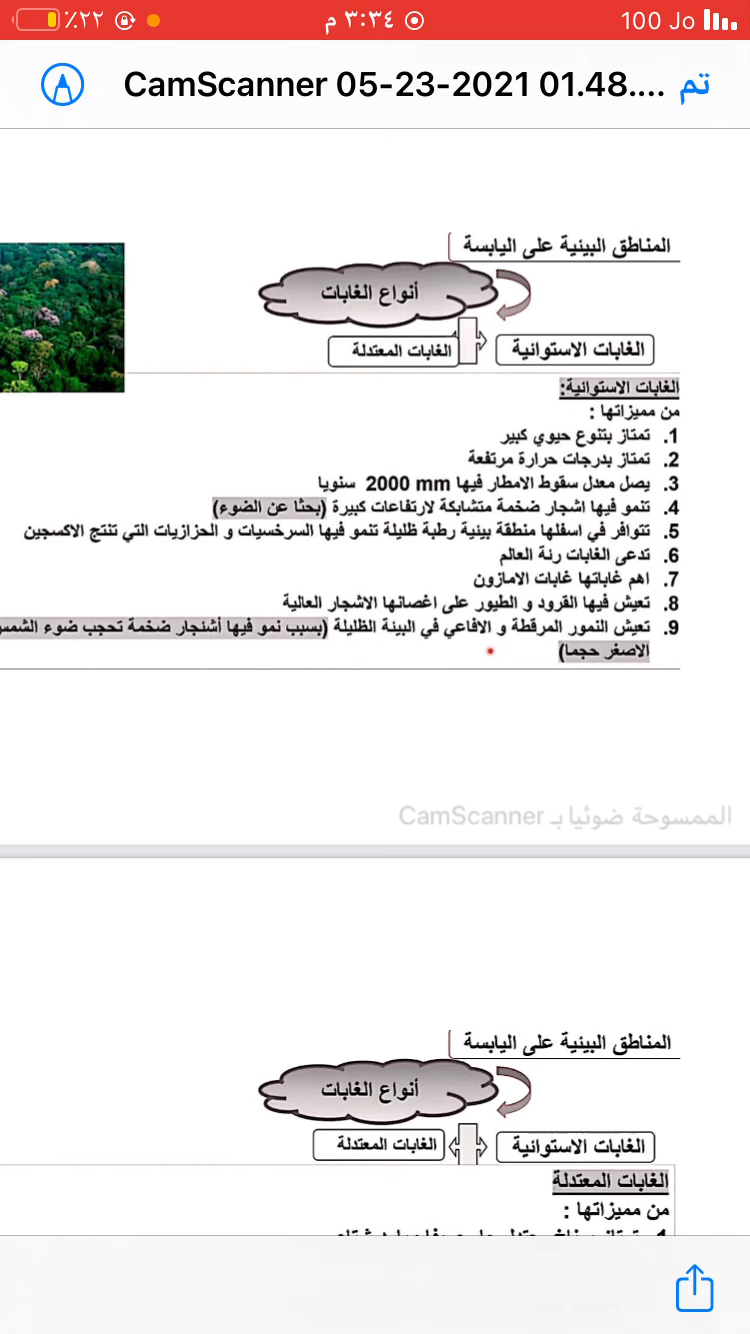 100 Jo ٣:٣٤ م ٪٢٢
تم CamScanner 05-23-2021 01.48....
المناطق البيئية على اليابسة
أنواع الغابات
الغابات الاستوائية
الغابات المعتدلة
الغابات الاستوائية:
من مميزاتها :
1. تمتاز بتنوع حيوي كبير
2. تمتاز بدرجات حرارة مرتفعة
3. يصل معدل سقوط الامطار فيها 2000 mm سنويا
4. تنمو فيها اشجار ضخمة متشابكة لارتفاعات كبيرة (بحثا عن الضوء)
5. تتوافر في اسفلها منطقة بيئية رطبة ظليلة تنمو فيها السرخسيات و الحزازيات التي تنتج الاكسجين
6. تدعى الغابات رئة العالم
7. اهم غاباتها غابات الامازون
8. تعيش فيها القرود و الطيور على اغصانها الاشجار العالية
9. تعيش النمور المرقطة و الافاعي في البيئة الظليلة (بسبب نمو فيها أشنجار ضخمة تحجب ضوء
الاصغر حجما)
الممسوحة ضوئيا بـ CamScanner
المناطق البيئية على اليابسة
أنواع الغابات
الغابات الاستوائية
الغابات المعتدلة
الغابات المعتدلة
من مميزاتها :